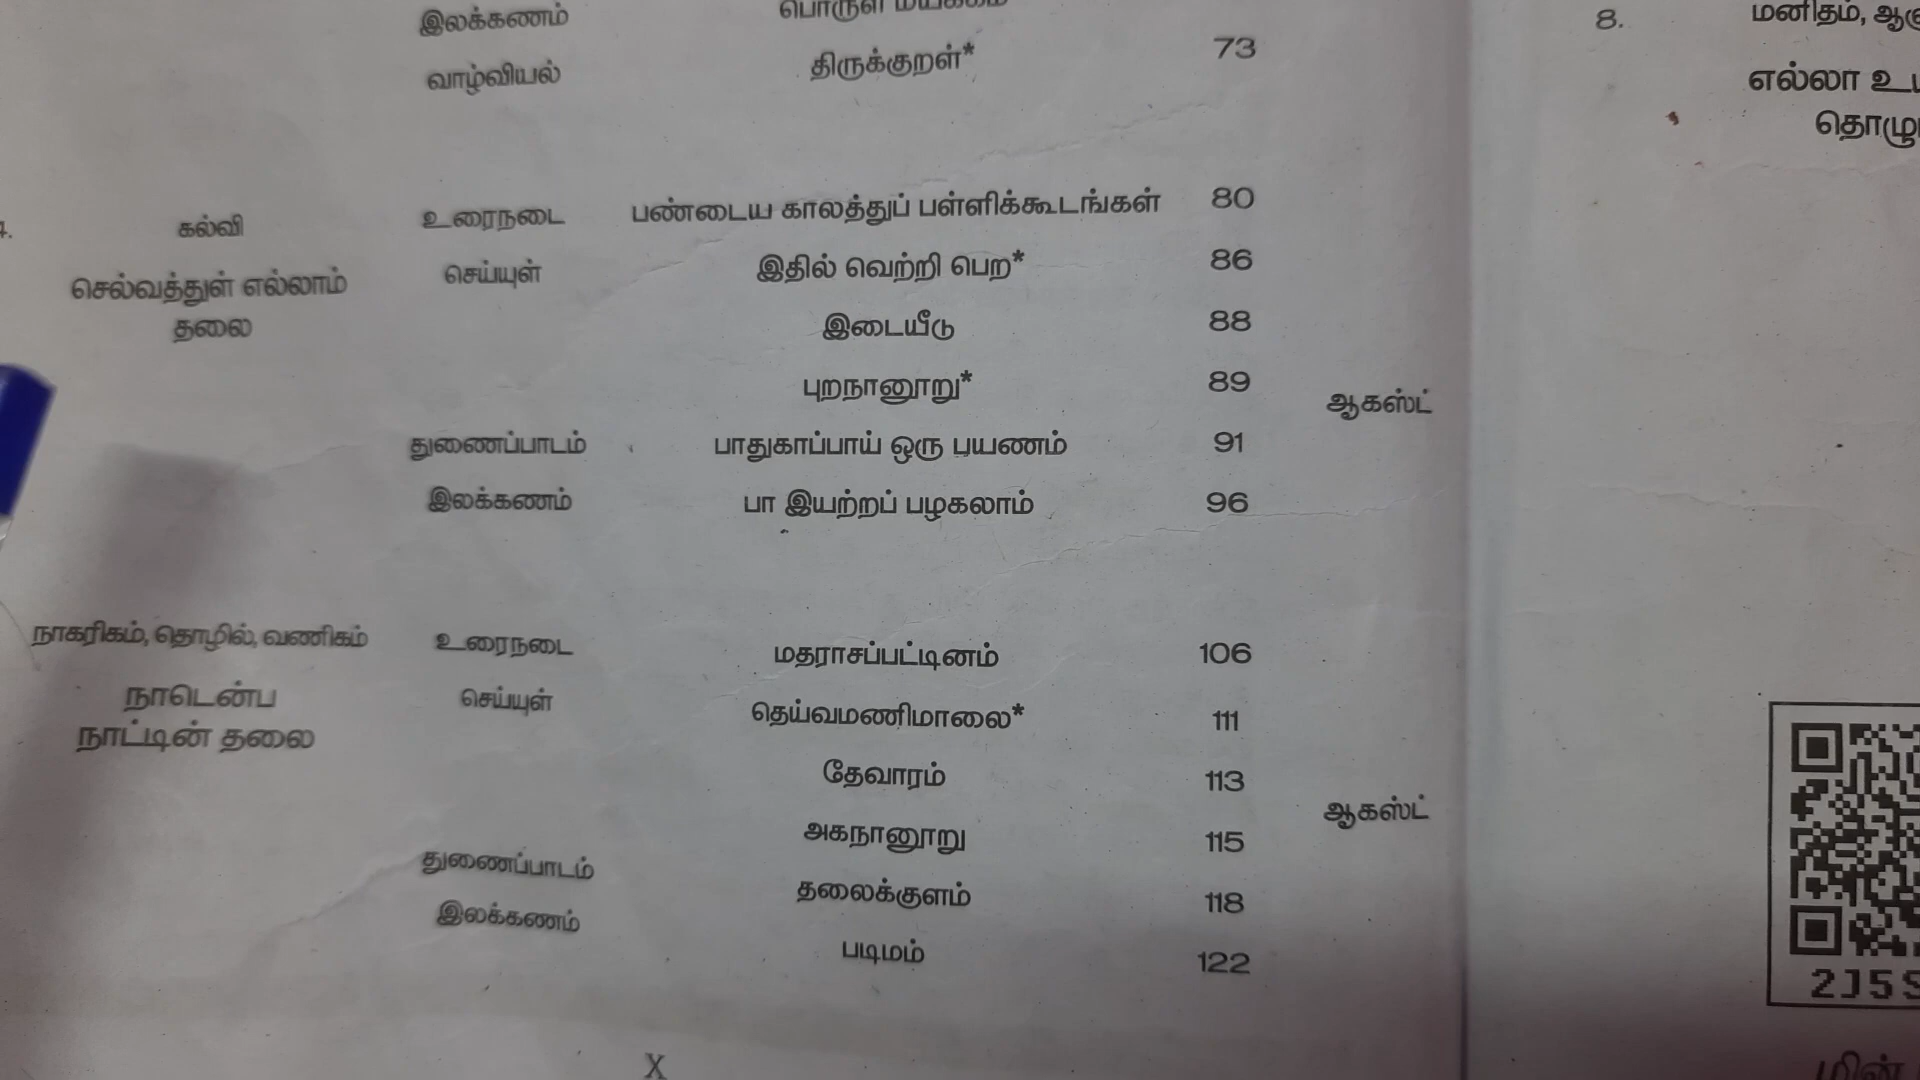 இலக்கணம்
வாழ்வியல் திருக்குறள்* 73
4. கல்வி உரைநடை பண்டைய காலத்துப் பள்ளிக்கூடங்கள் 80
செல்வத்துள் எல்லாம் செய்யுள் இதில் வெற்றி பெற* 86
தலை இடையீடு 88
புறநானூறு* 89
ஆகஸ்ட்
துணைப்பாடம் பாதுகாப்பாய் ஒரு பயணம் 91
இலக்கணம் பா இயற்றப் பழகலாம் 96
நாகரிகம், தொழில், வணிகம் உரைநடை மதராசப்பட்டினம் 106
நாடென்ப செய்யுள் தெய்வமணிமாலை* 111
நாட்டின் தலை
தேவாரம் 113
ஆகஸ்ட்
அகநானூறு 115
துணைப்பாடம் தலைக்குளம் 118
இலக்கணம் படிமம் 122
X
8. மனிதம்,
எல்லா
2J5S
மின்